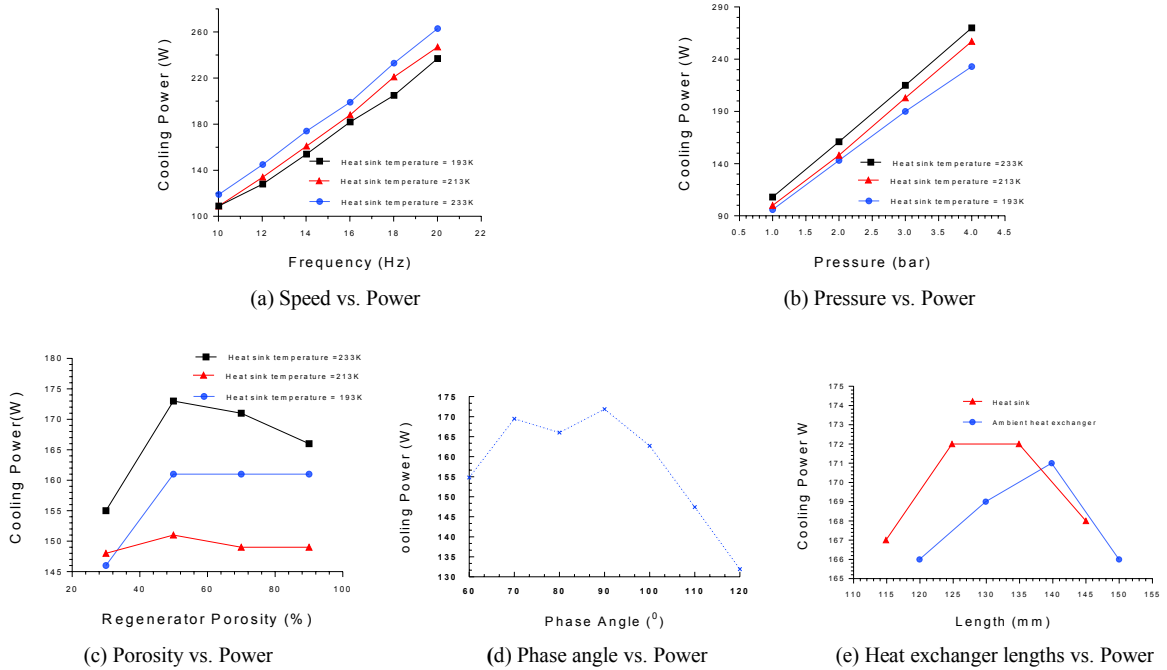 Cooling Power (W)
260
220
180
140
100
10 12 14 16 18 20 22
Heat sink temperature = 193K
Heat sink temperature =213K
Heat sink temperature = 233K
Frequency (Hz)
(a) Speed vs. Power
Cooling Power (W)
290
240
190
140
90
0.5 1.0 1.5 2.0 2.5 3.0 3.5 4.0 4.5
Heat sink temperature =233K
Heat sink temperature=213K
Heat sink temperature = 193K
Pressure (bar)
(b) Pressure vs. Power
Cooling Power(W)
180
175
170
165
160
155
150
145
20 40 60 80 100
Heat sink temperature =233K
Heat sink temperature =213K
Heat sink temperature = 193K
Regenerator Porosity (%)
(c) Porosity vs. Power
ooling Power (W)
175
170
165
160
155
150
145
140
135
130
60 70 80 90 100 110 120
Phase Angle (0)
(d) Phase angle vs. Power
Cooling Power W
175
174
173
172
171
170
169
168
167
166
165
110 115 120 125 130 135 140 145 150 155
Heat sink
Ambient heat exchanger
Length (mm)
(e) Heat exchanger lengths vs. Power